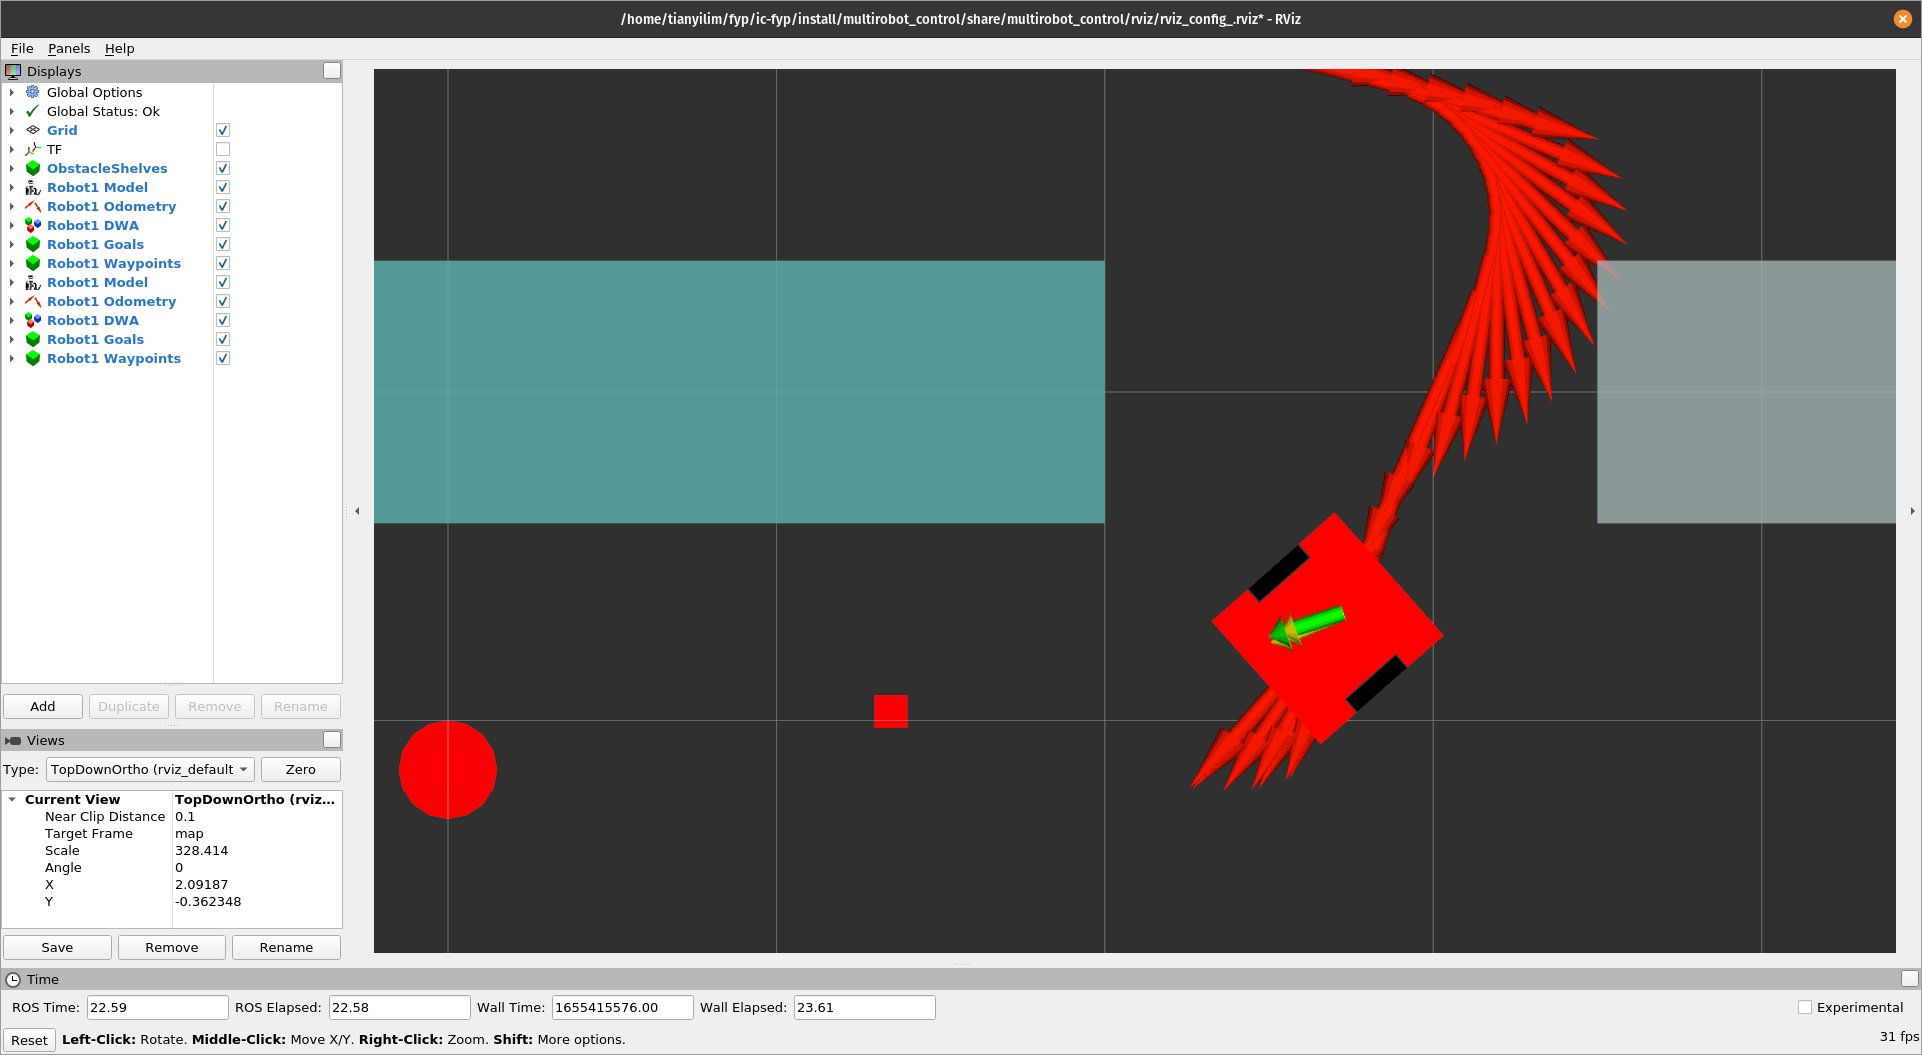 /home/tianyilim/fyp/ic-fyp/install/multirobot_control/share/multirobot_control/rviz/rviz_config_.rviz* - RViz
File Panels Help
Displays
Global Options
Global Status: Ok
Grid
TF
ObstacleShelves
Robot1 Model
Robot1 Odometry
Robot1 DWA
Robot1 Goals
Robot1 Waypoints
Robot1 Model
Robot1 Odometry
Robot1 DWA
Robot1 Goals
Robot1 Waypoints
Add Duplicate Remove Rename
Views
Type: TopDownOrtho (rviz_default Zero
Current View TopDownOrtho (rviz...
Near Clip Distance 0.1
Target Frame map
Scale 328.414
Angle 0
X 2.09187
Y -0.362348
Save Remove Rename
Time
ROS Time: 22.59 ROS Elapsed: 22.58 Wall Time: 1655415576.00 Wall Elapsed: 23.61 Experimental
Reset Left-Click: Rotate. Middle-Click: Move X/Y. Right-Click: Zoom. Shift: More options. 31 fps